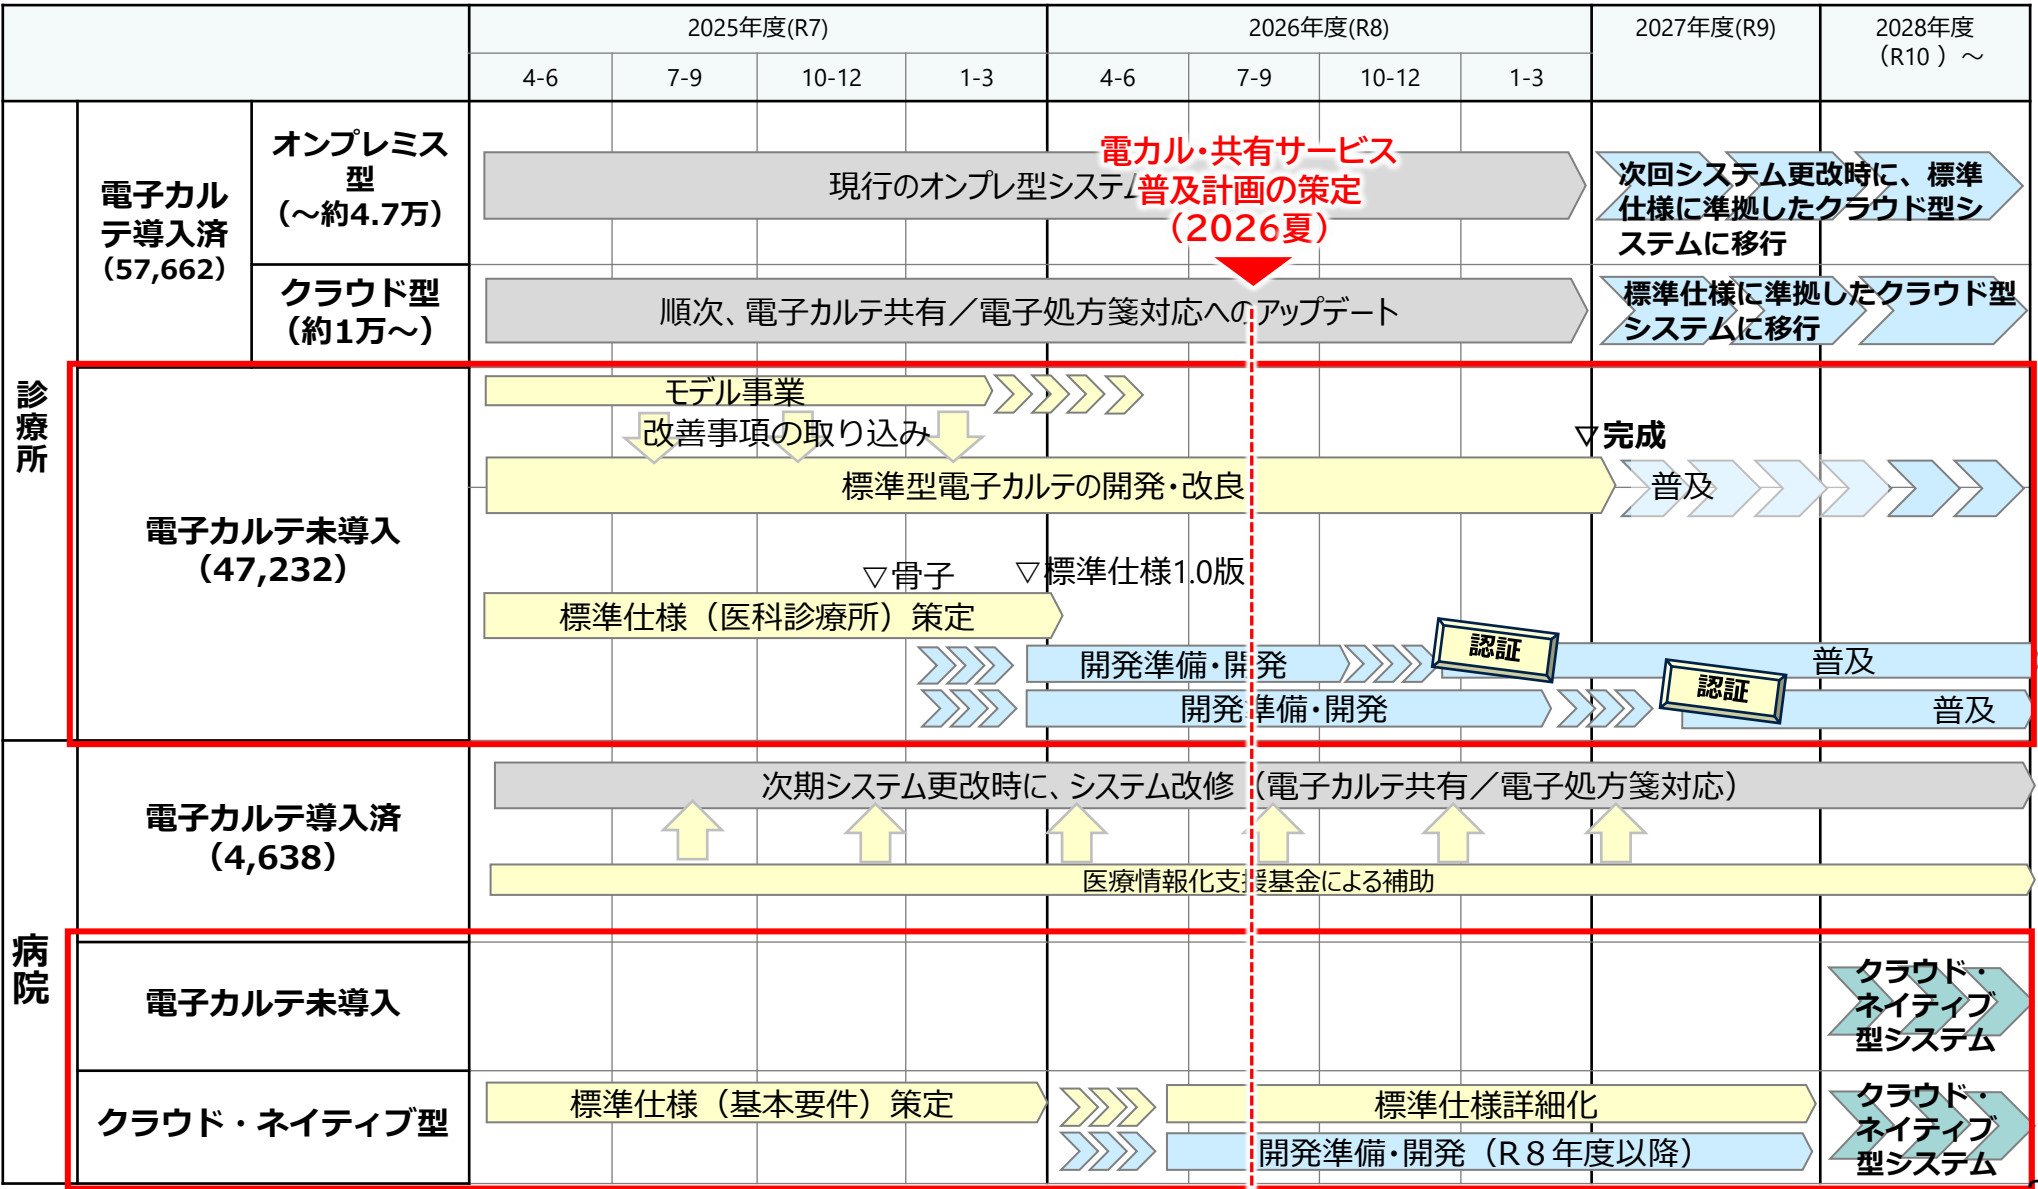 2025年度(R7)
2026年度(R8)
2027年度(R9)
2028年度
（R10 ）～
4-6
7-9
10-12
1-3
4-6
7-9
10-12
1-3
診療所
電子カル
テ導入済
（57,662）
オンプレミス
型
（～約4.7万）
現行のオンプレ型システム
電カル・共有サービス
普及計画の策定
（2026夏）
次回システム更改時に、標準
仕様に準拠したクラウド型シ
ステムに移行
クラウド型
（約1万～）
順次、電子カルテ共有／電子処方箋対応へのアップデート
標準仕様に準拠したクラウド型
システムに移行
電子カルテ未導入
（47,232）
モデル事業
改善事項の取り込み
▽完成
標準型電子カルテの開発・改良
普及
▽骨子
▽標準仕様1.0版
標準仕様（医科診療所）策定
開発準備・開発
認証
普及
開発準備・開発
認証
普及
病院
電子カルテ導入済
（4,638）
次期システム更改時に、システム改修（電子カルテ共有／電子処方箋対応）
医療情報化支援基金による補助
電子カルテ未導入
クラウド・
ネイティブ
型システム
クラウド・ネイティブ型
標準仕様（基本要件）策定
標準仕様詳細化
開発準備・開発（R８年度以降）
クラウド・
ネイティブ
型システム